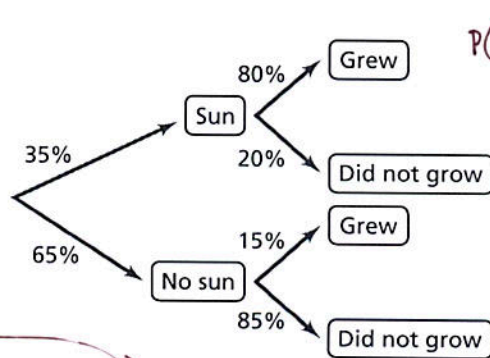 P(
80%
Grew
Sun
35%
20%
Did not grow
65%
15%
Grew
No sun
85%
Did not grow